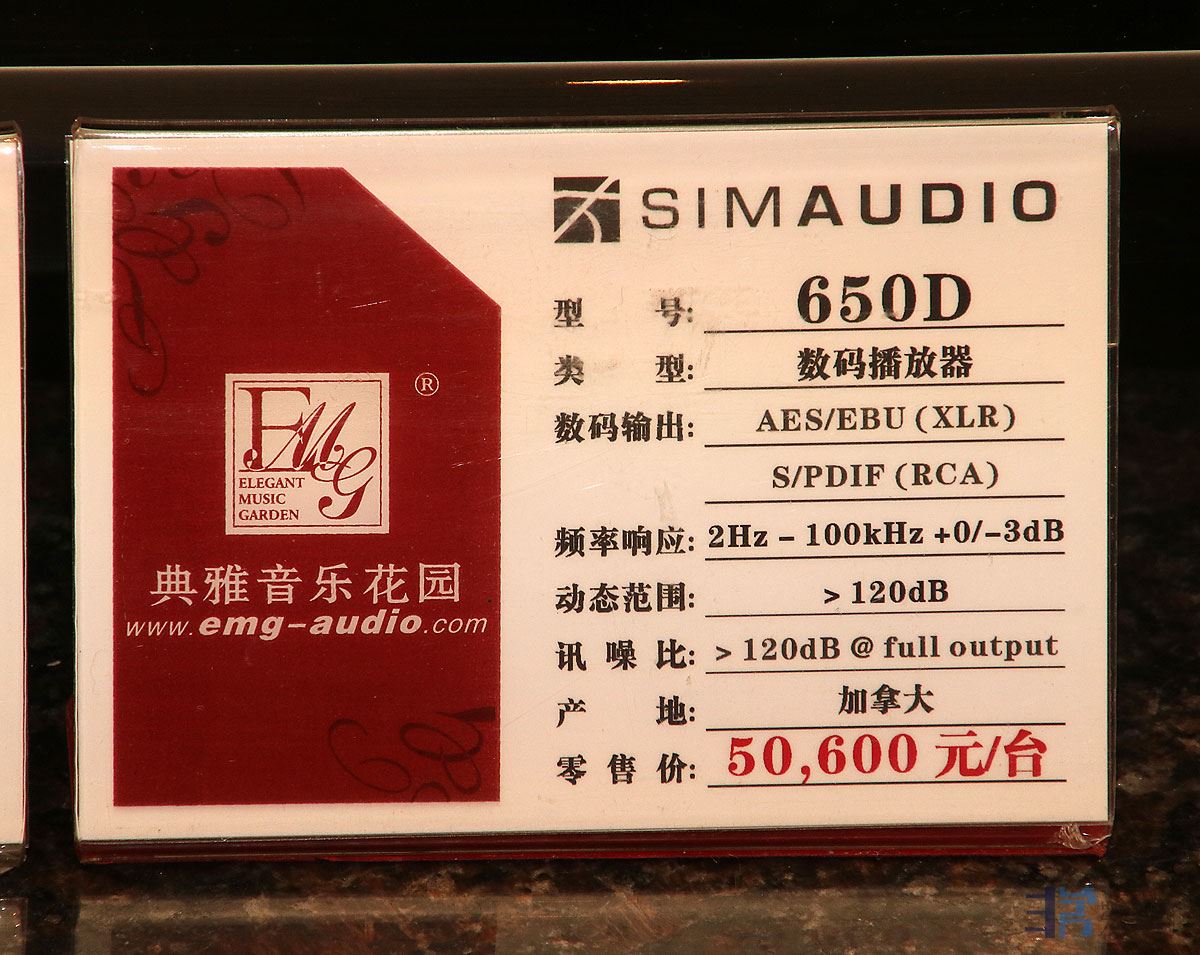 EMG
ELEGANT
MUSIC
GARDEN
®
典雅音乐花园
www.emg-audio.com
SIMAUDIO
型 号: 650D
类 型: 数码播放器
数码输出: AES/EBU (XLR)
S/PDIF (RCA)
频率响应: 2Hz - 100kHz +0/-3dB
动态范围: > 120dB
讯 噪 比: > 120dB @ full output
产 地: 加拿大
零 售 价: 50,600 元/台